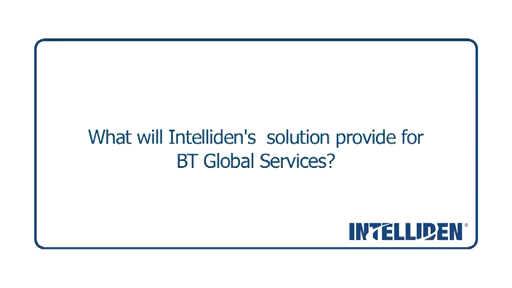 What will Intelliden's  solution provide for
BT Global Services?
INTELLIDEN®